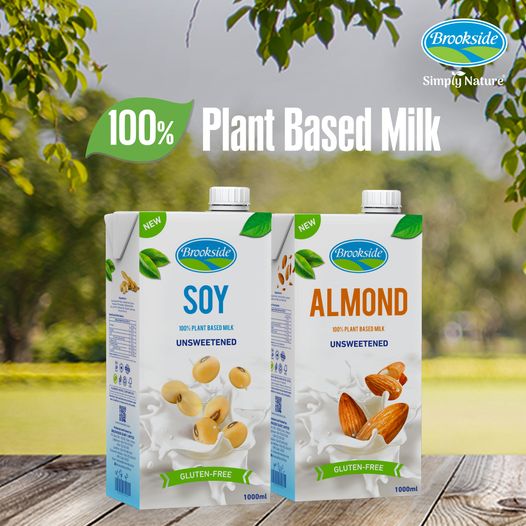 Brookside
Simply Nature
100% Plant Based Milk
NEW
Brookside
SOY
100% PLANT BASED MILK
UNSWEETENED
GLUTEN-FREE
1000ml
NEW
Brookside
ALMOND
100% PLANT BASED MILK
UNSWEETENED
GLUTEN-FREE
1000ml